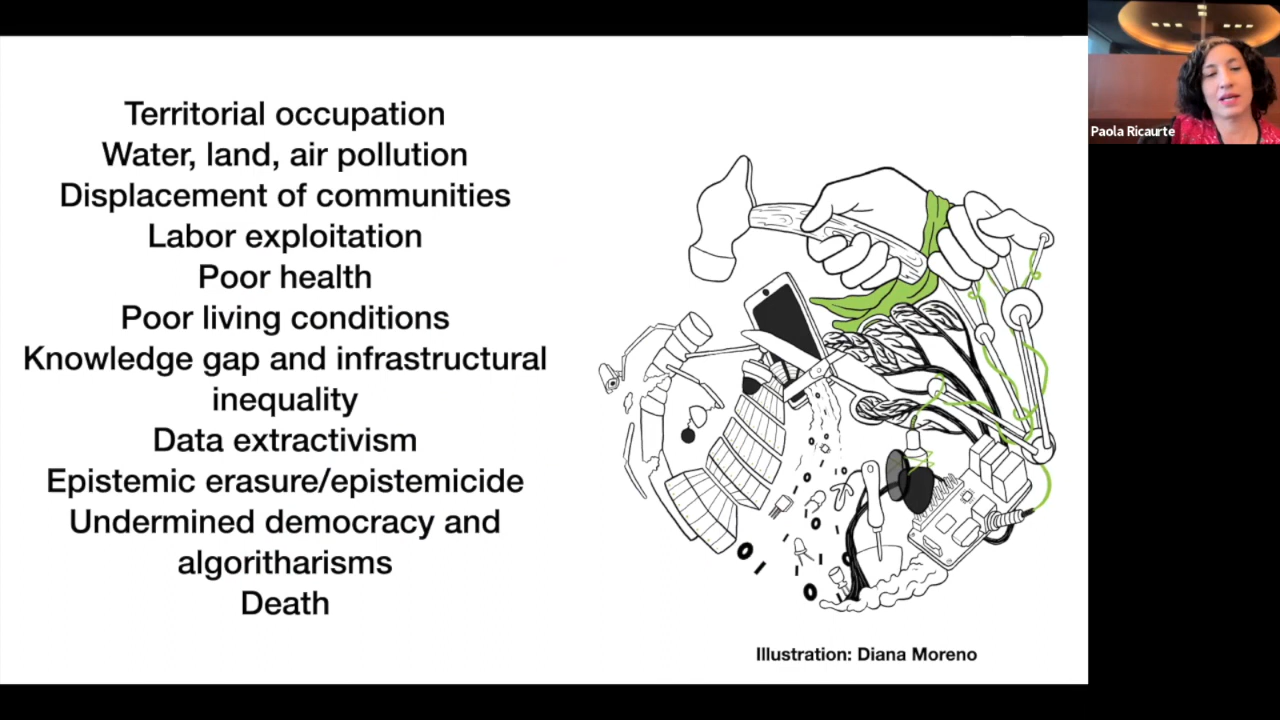 Territorial occupation
Water, land, air pollution
Displacement of communities
Labor exploitation
Poor health
Poor living conditions
Knowledge gap and infrastructural
inequality
Data extractivism
Epistemic erasure/epistemicide
Undermined democracy and
algoritharisms
Death
Illustration: Diana Moreno
Paola Ricaurte